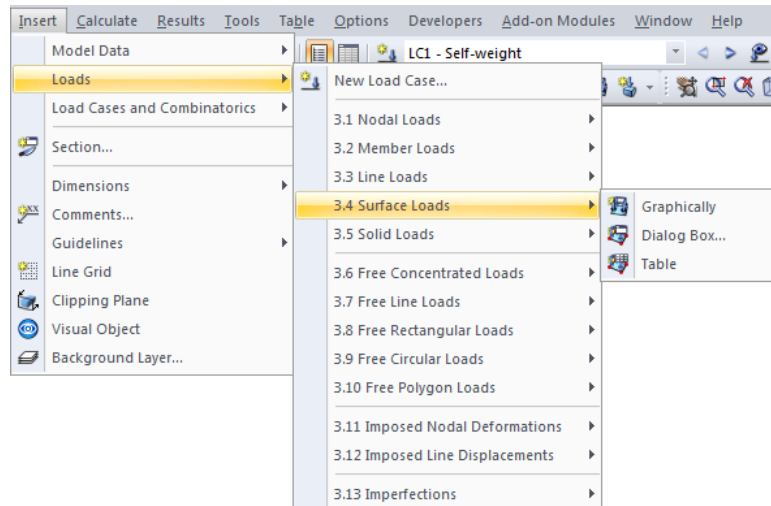 Insert Calculate Results Tools Table Options Developers Add-on Modules Window Help
Model Data
LC1 - Self-weight
Loads
New Load Case...
Load Cases and Combinatorics
3.1 Nodal Loads
Section...
3.2 Member Loads
3.3 Line Loads
Dimensions
3.4 Surface Loads
Graphically
xx Comments...
3.5 Solid Loads
Dialog Box...
Guidelines
Table
Line Grid
3.6 Free Concentrated Loads
Clipping Plane
3.7 Free Line Loads
Visual Object
3.8 Free Rectangular Loads
Background Layer...
3.9 Free Circular Loads
3.10 Free Polygon Loads
3.11 Imposed Nodal Deformations
3.12 Imposed Line Displacements
3.13 Imperfections